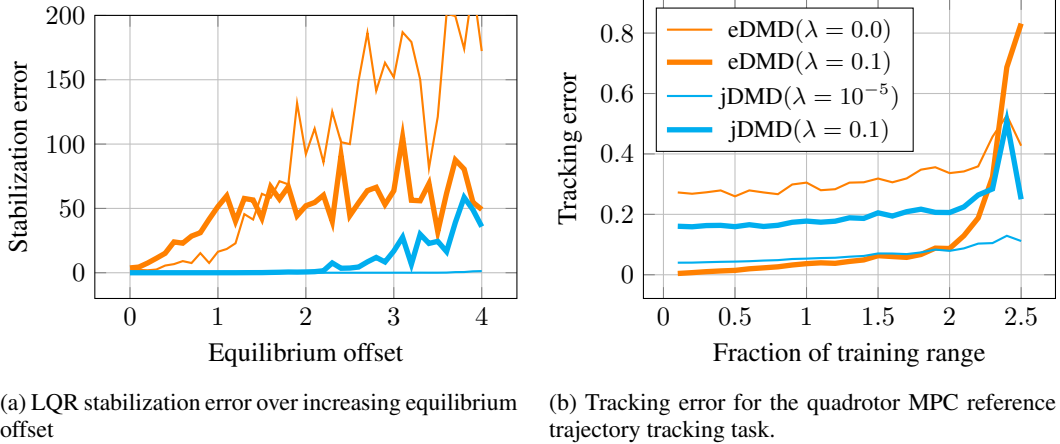 200
150
100
50
0
Stabilization error
0
1
2
3
4
Equilibrium offset
(a) LQR stabilization error over increasing equilibrium
offset
0.8
0.6
0.4
0.2
0
Tracking error
eDMD(λ = 0.0)
eDMD(λ = 0.1)
jDMD(λ = 10⁻⁵)
jDMD(λ = 0.1)
0
0.5
1
1.5
2
2.5
Fraction of training range
(b) Tracking error for the quadrotor MPC reference
trajectory tracking task.